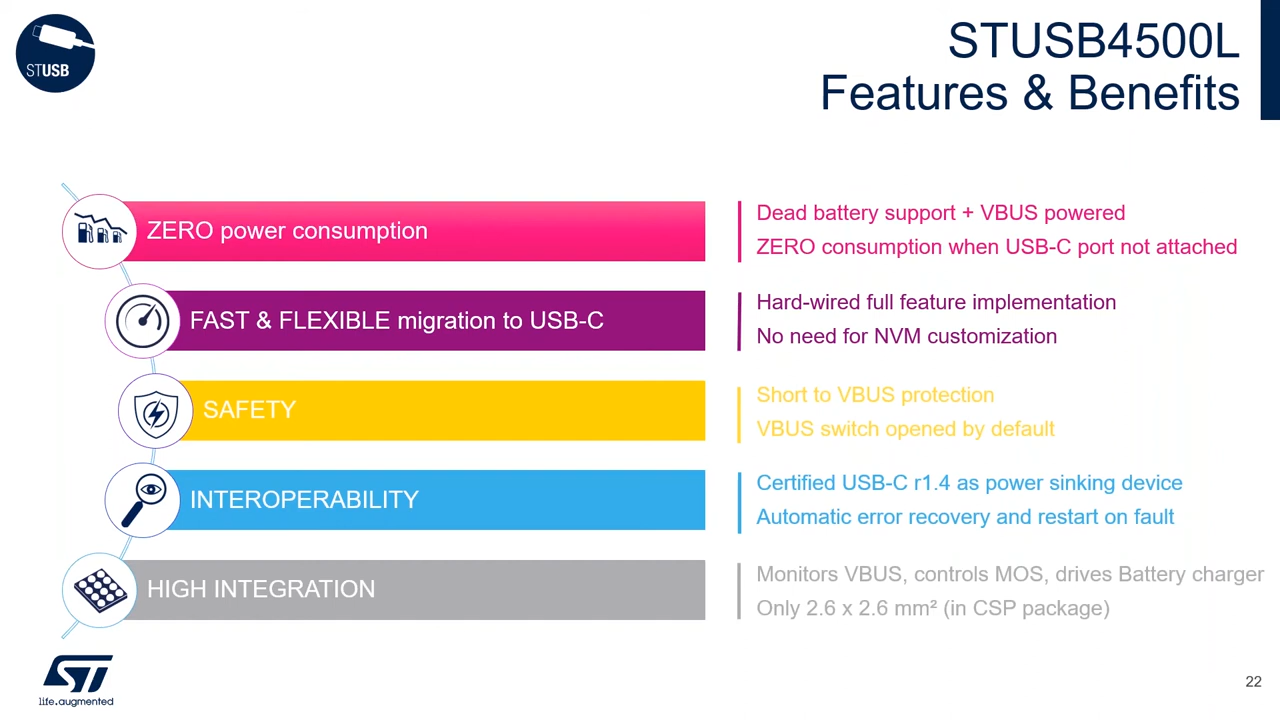 STUSB
STUSB4500L
Features & Benefits
ZERO power consumption
Dead battery support + VBUS powered
ZERO consumption when USB-C port not attached
FAST & FLEXIBLE migration to USB-C
Hard-wired full feature implementation
No need for NVM customization
SAFETY
Short to VBUS protection
VBUS switch opened by default
INTEROPERABILITY
Certified USB-C r1.4 as power sinking device
Automatic error recovery and restart on fault
HIGH INTEGRATION
Monitors VBUS, controls MOS, drives Battery charger
Only 2.6 x 2.6 mm² (in CSP package)
ST
life.augmented
22